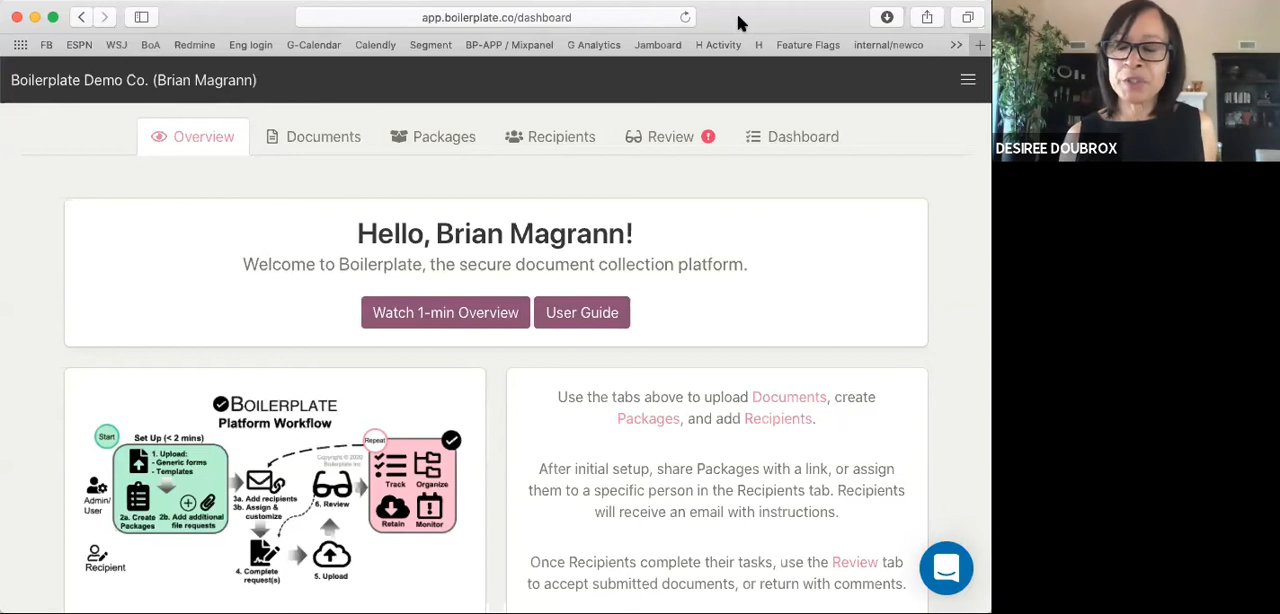 app.boilerplate.co/dashboard
FB ESPN WSJ BoA Redmine Eng login G-Calendar Calendly Segment BP-APP / Mixpanel G Analytics Jamboard H Activity H Feature Flags internal/newco >> +
Boilerplate Demo Co. (Brian Magrann)
Overview Documents Packages Recipients Review ! Dashboard
DESIREE DOUBROX
Hello, Brian Magrann!
Welcome to Boilerplate, the secure document collection platform.
Watch 1-min Overview User Guide
BOILERPLATE
Platform Workflow
Start
Set Up (< 2 mins)
1. Upload:
- Generic forms
- Templates
2a. Create
Packages
2b. Add additional
file requests
Admin/
User
Recipient
3a. Add recipients
3b. Assign &
customize
4. Complete
request(s)
5. Upload
6. Review
Repeat
Copyright © 2020
Boilerplate Inc
Track Organize
Retain Monitor
Use the tabs above to upload Documents, create
Packages, and add Recipients.
After initial setup, share Packages with a link, or assign
them to a specific person in the Recipients tab. Recipients
will receive an email with instructions.
Once Recipients complete their tasks, use the Review tab
to accept submitted documents, or return with comments.